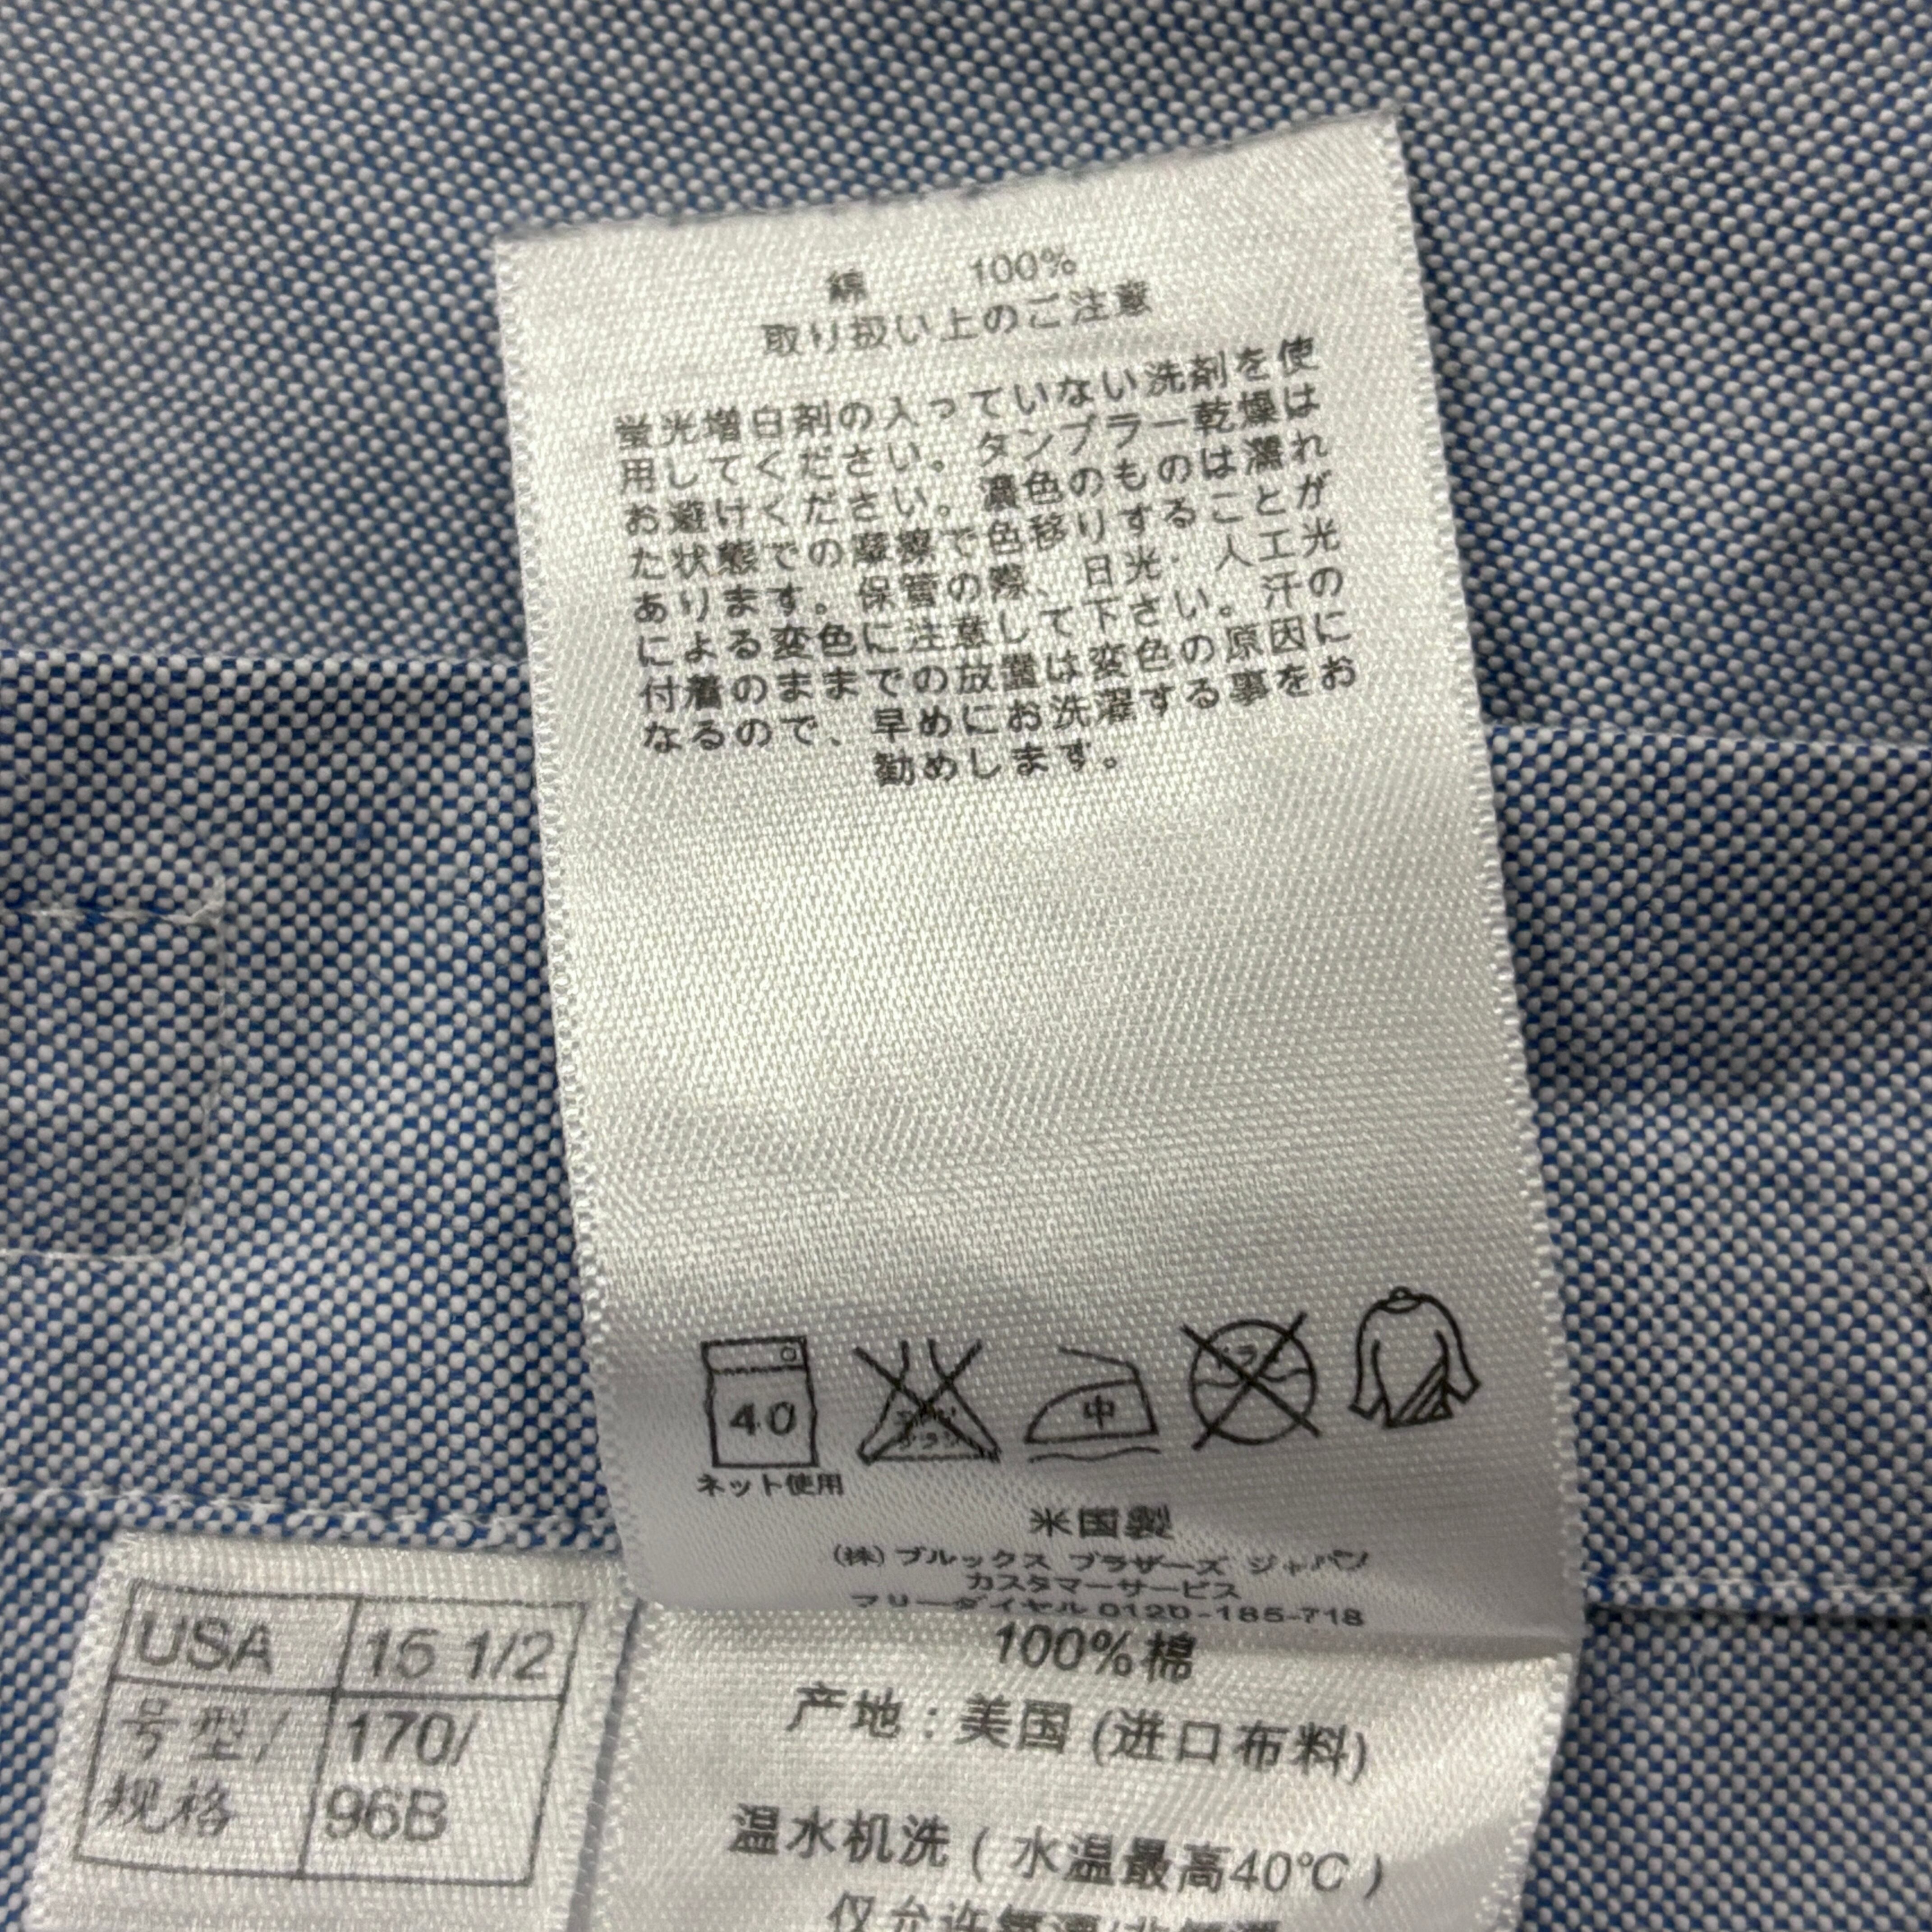 綿 100%
取り扱い上のご注意
蛍光増白剤の入っていない洗剤を使
用してください。タンブラー乾燥は
お避けください。濃色のものは濡れ
た状態での摩擦で色移りすることが
あります。保管の際、日光・人工光
による変色に注意して下さい。汗の
付着のままでの放置は変色の原因に
なるので、早めにお洗濯する事をお
勧めします。
40
中
ドライ
ネット使用
米国製
(株)ブルックス ブラザーズ ジャパン
カスタマーサービス
フリーダイヤル 0120-185-718
100%棉
产地：美国 (进口布料)
温水机洗 ( 水温最高40℃ )
USA 15 1/2
号型/ 170/
规格 96B